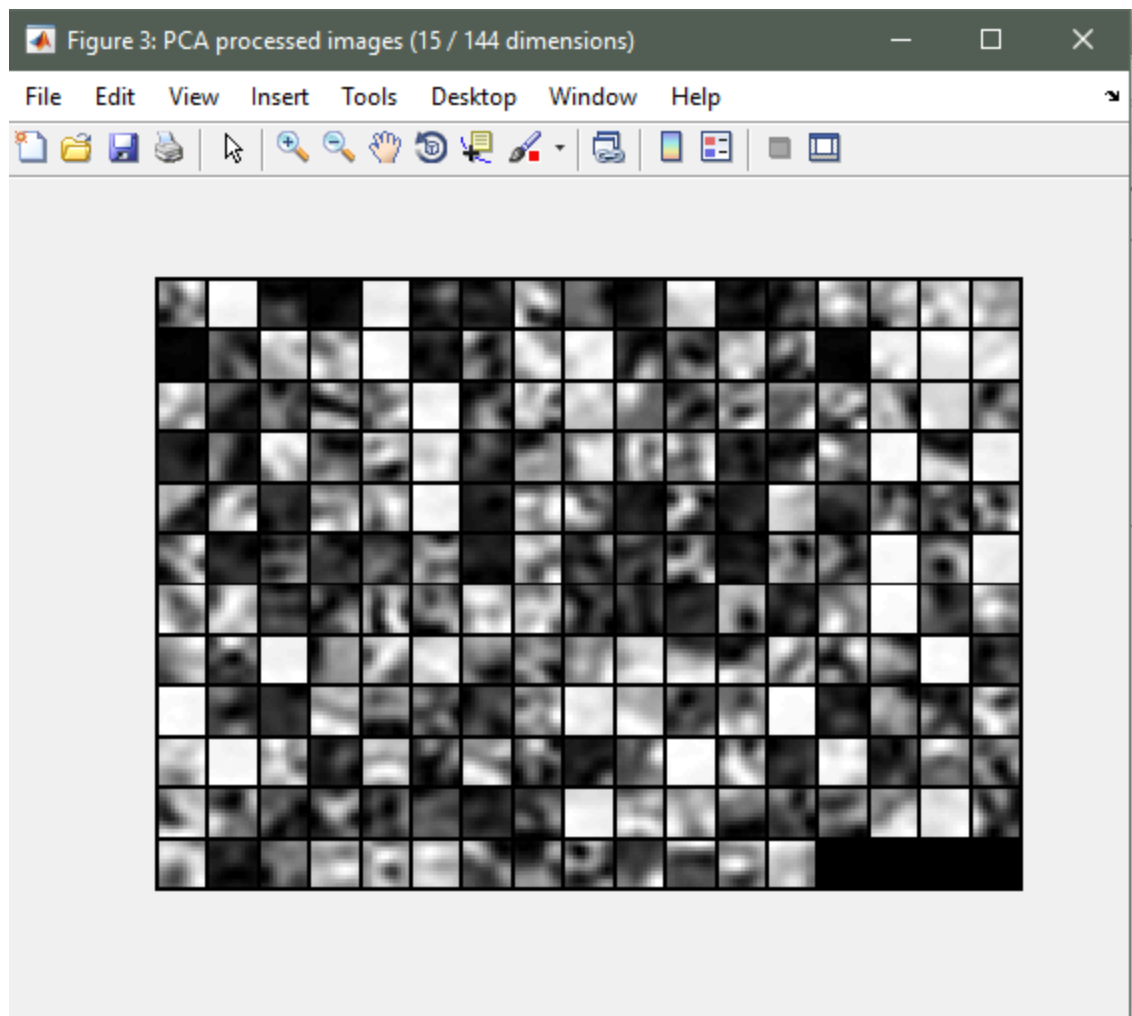 Figure 3: PCA processed images (15 / 144 dimensions)
File Edit View Insert Tools Desktop Window Help